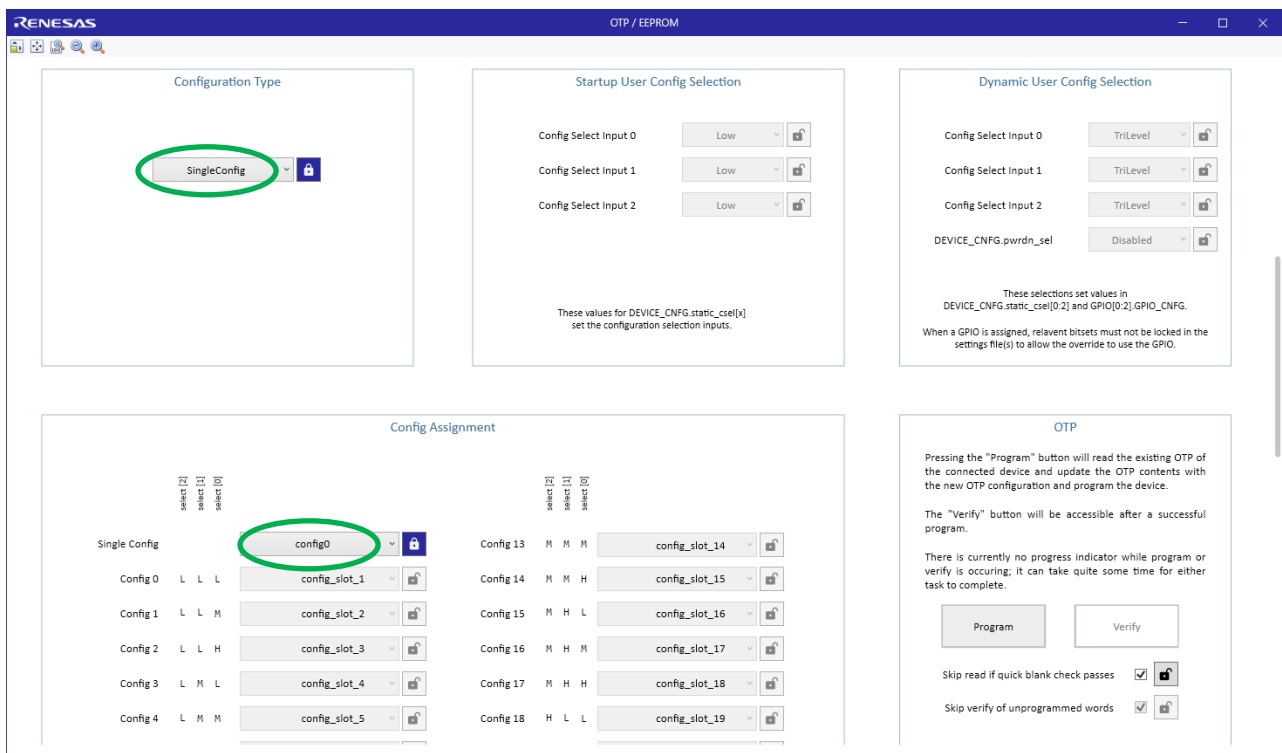 RENESAS
OTP / EEPROM
Configuration Type
SingleConfig
Startup User Config Selection
Config Select Input 0 Low
Config Select Input 1 Low
Config Select Input 2 Low
These values for DEVICE_CNFG.static_csel[x]
set the configuration selection inputs.
Dynamic User Config Selection
Config Select Input 0 TriLevel
Config Select Input 1 TriLevel
Config Select Input 2 TriLevel
DEVICE_CNFG.pwrdn_sel Disabled
These selections set values in
DEVICE_CNFG.static_csel[0:2] and GPIO[0:2].GPIO_CNFG.
When a GPIO is assigned, relavent bitsets must not be locked in the
settings file(s) to allow the override to use the GPIO.
Config Assignment
select [2]
select [1]
select [0]
Single Config config0
Config 0 L L L config_slot_1
Config 1 L L M config_slot_2
Config 2 L L H config_slot_3
Config 3 L M L config_slot_4
Config 4 L M M config_slot_5
select [2]
select [1]
select [0]
Config 13 M M M config_slot_14
Config 14 M M H config_slot_15
Config 15 M H L config_slot_16
Config 16 M H M config_slot_17
Config 17 M H H config_slot_18
Config 18 H L L config_slot_19
OTP
Pressing the "Program" button will read the existing OTP of
the connected device and update the OTP contents with
the new OTP configuration and program the device.
The "Verify" button will be accessible after a successful
program.
There is currently no progress indicator while program or
verify is occuring; it can take quite some time for either
task to complete.
Program
Verify
Skip read if quick blank check passes
Skip verify of unprogrammed words